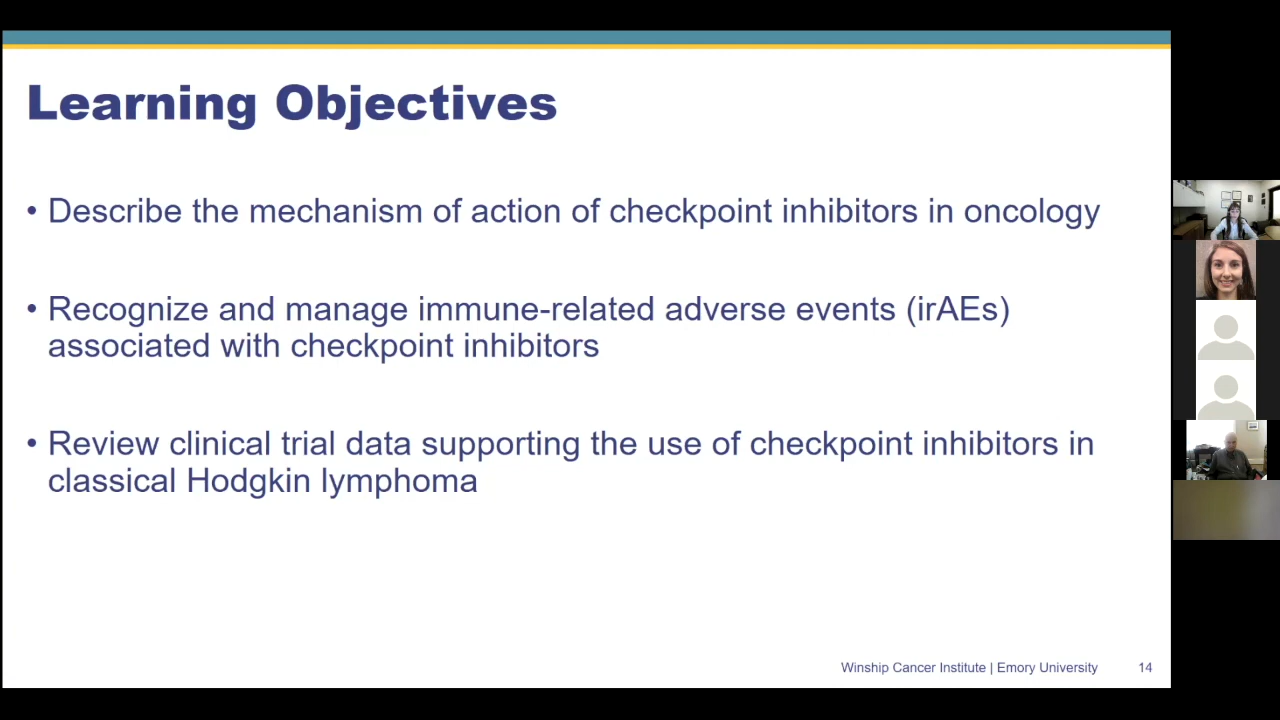 Learning Objectives
• Describe the mechanism of action of checkpoint inhibitors in oncology
• Recognize and manage immune-related adverse events (irAEs)
associated with checkpoint inhibitors
• Review clinical trial data supporting the use of checkpoint inhibitors in
classical Hodgkin lymphoma
Winship Cancer Institute | Emory University 14